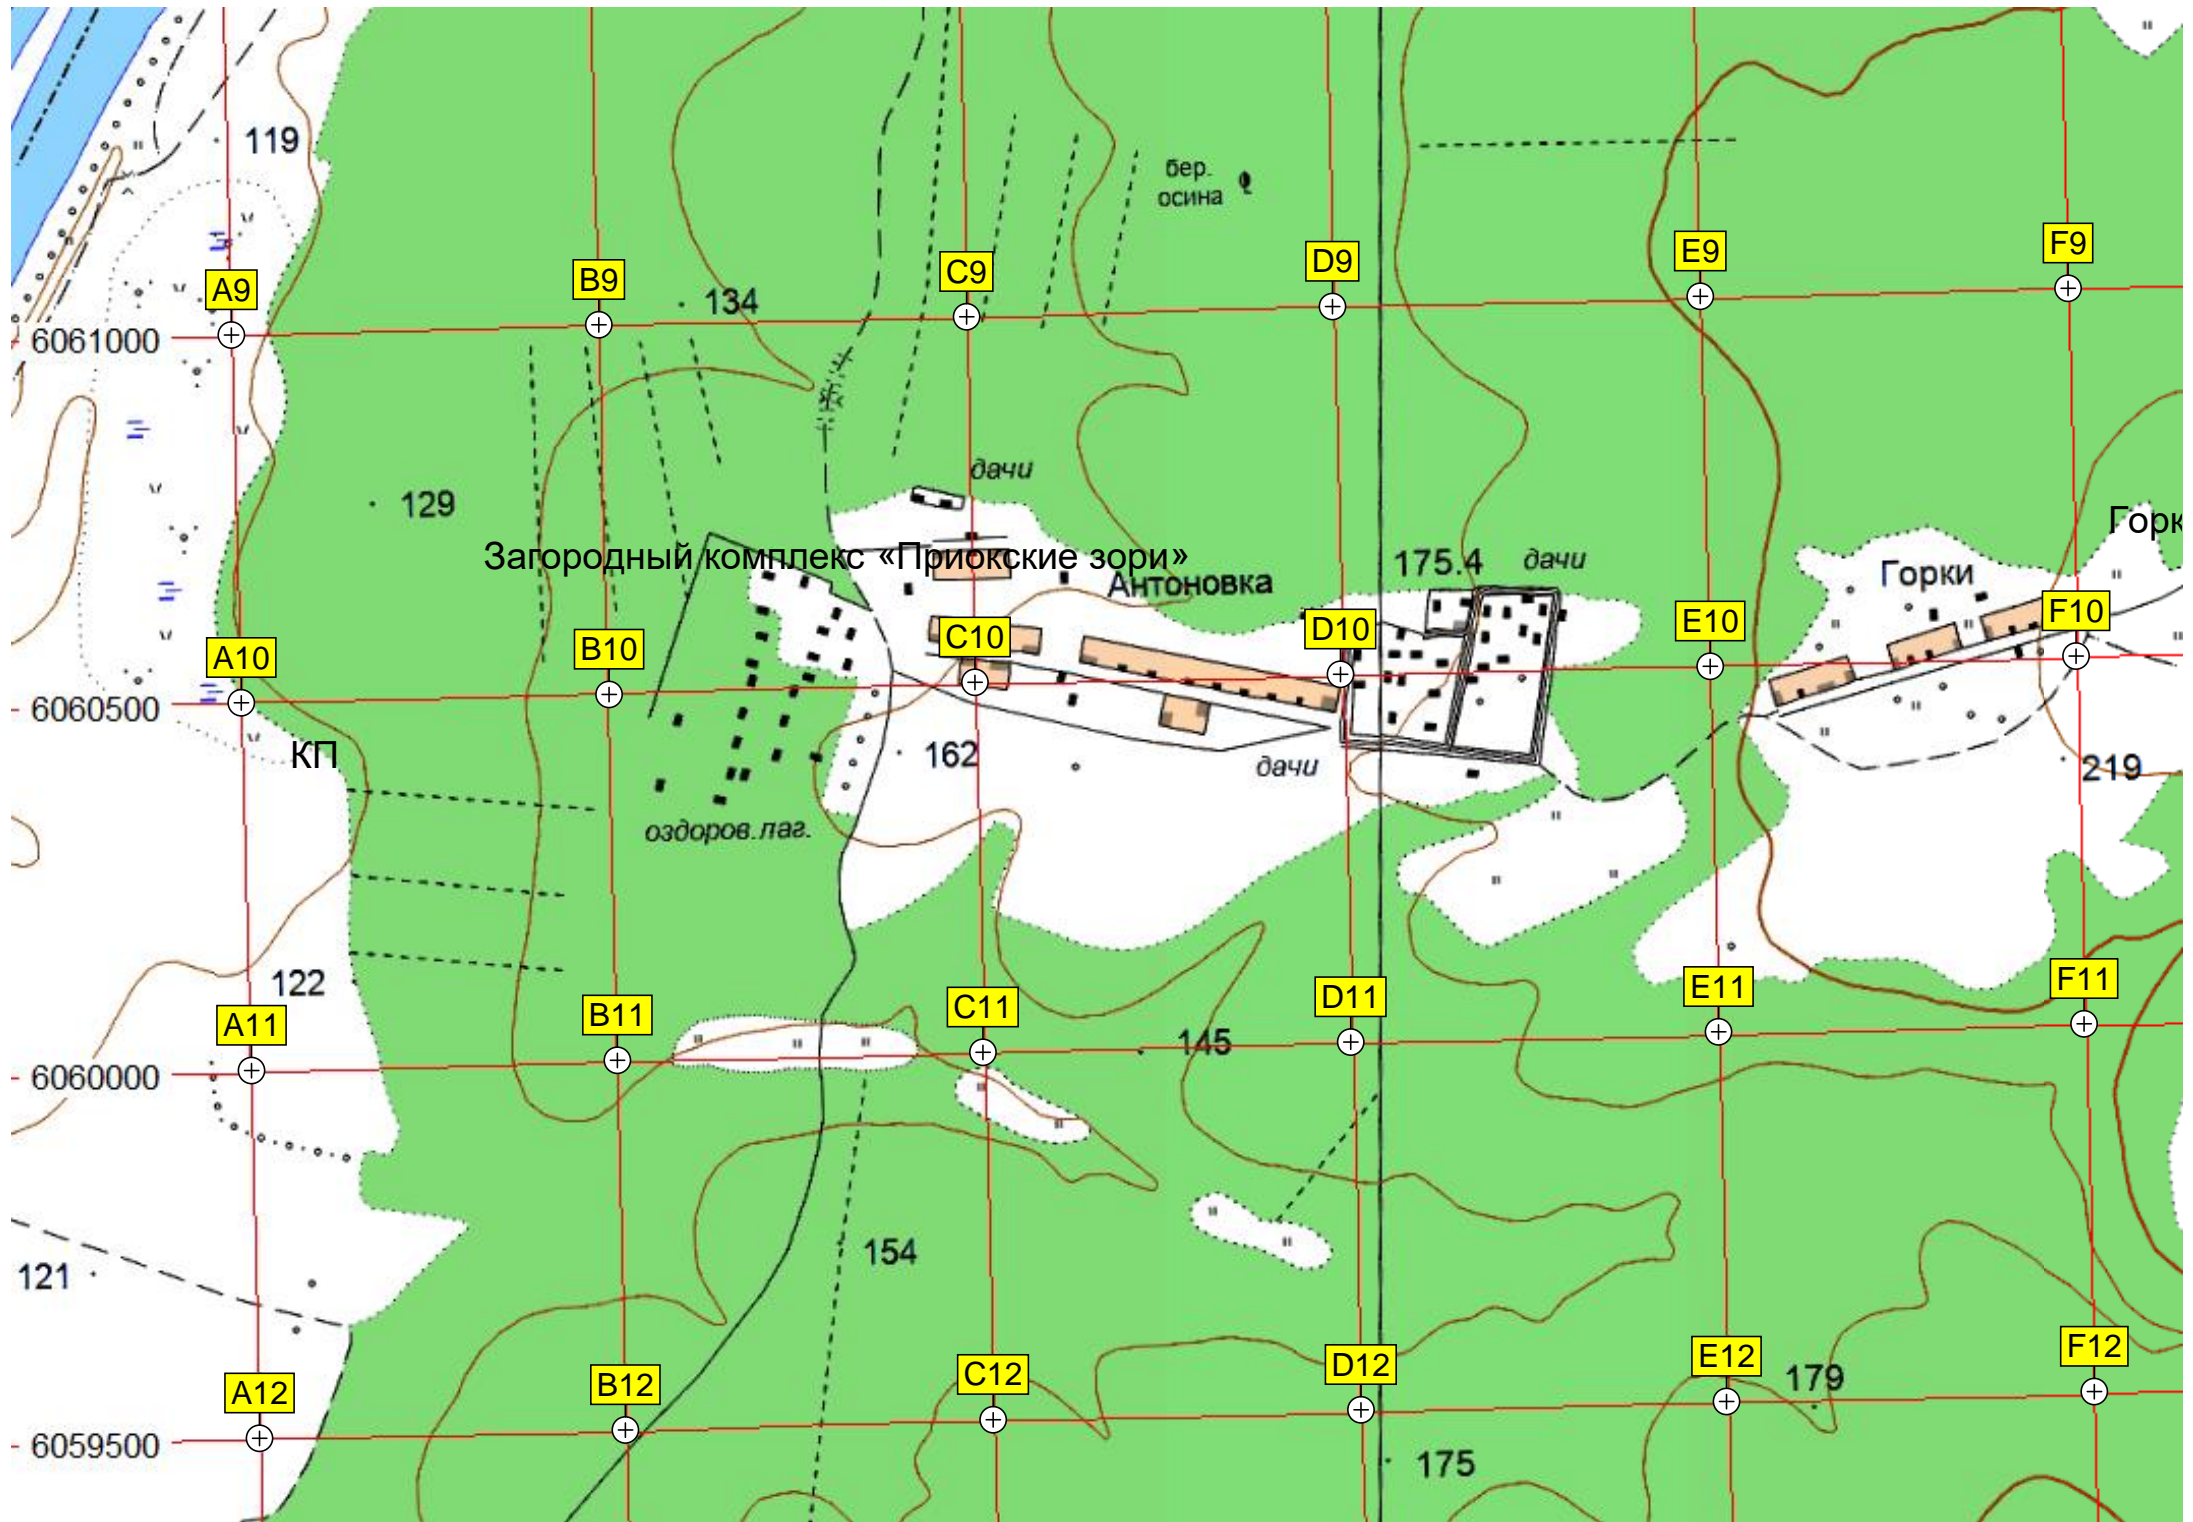 119
бер.
осина
A9
B9
C9
D9
E9
F9
134
6061000
дачи
129
Горк
Загородный комплекс «Приокские зори»
175.4
дачи
Антоновка
Горки
A10
B10
C10
D10
E10
F10
6060500
КП
162
дачи
219
оздоров.лаг.
122
A11
B11
C11
D11
E11
F11
145
6060000
154
121
A12
B12
C12
D12
E12
F12
179
6059500
175